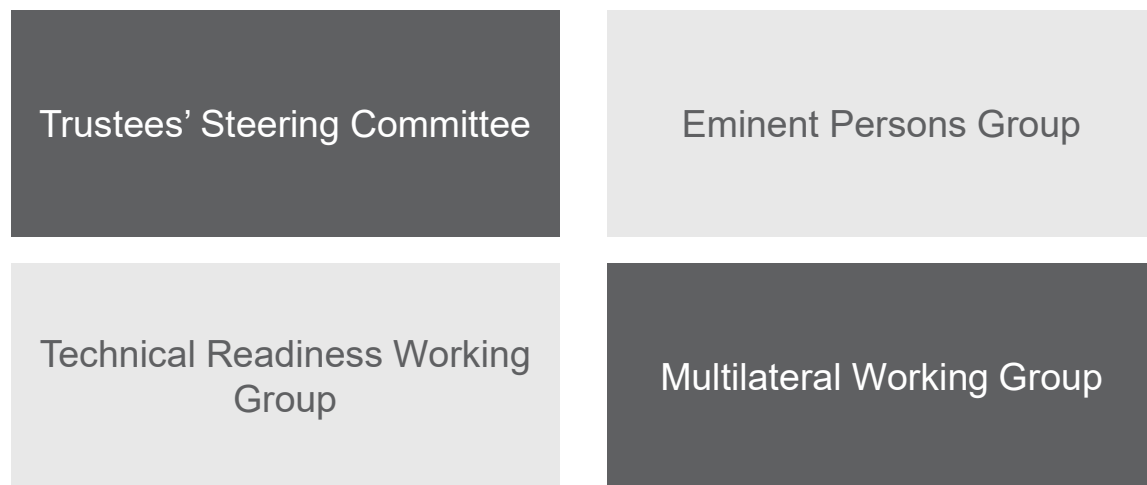 Trustees’ Steering Committee
Eminent Persons Group
Technical Readiness Working
Group
Multilateral Working Group